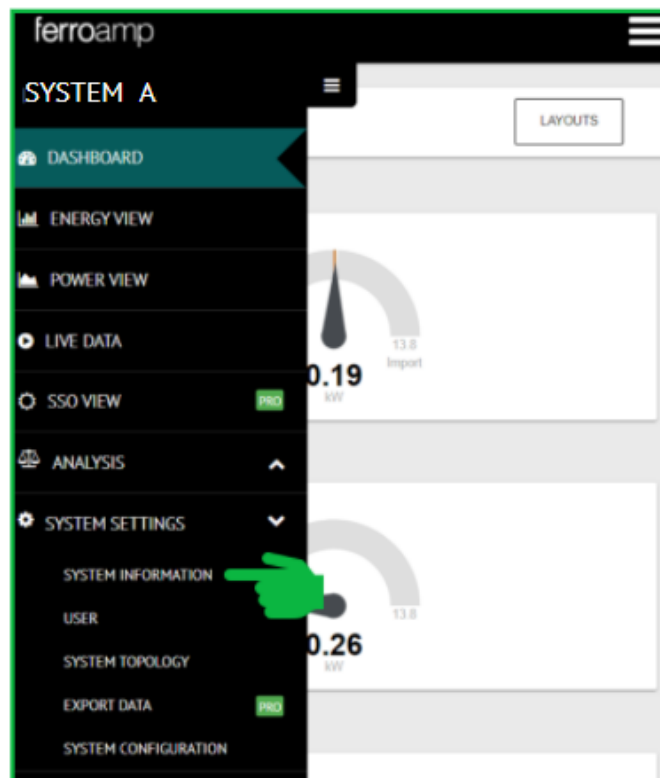 ferroamp
SYSTEM A
LAYOUTS
DASHBOARD
ENERGY VIEW
POWER VIEW
LIVE DATA
13.8
Import
0.19
kW
SSO VIEW PRO
ANALYSIS
SYSTEM SETTINGS
SYSTEM INFORMATION
USER
13.8
0.26
kW
SYSTEM TOPOLOGY
EXPORT DATA PRO
SYSTEM CONFIGURATION